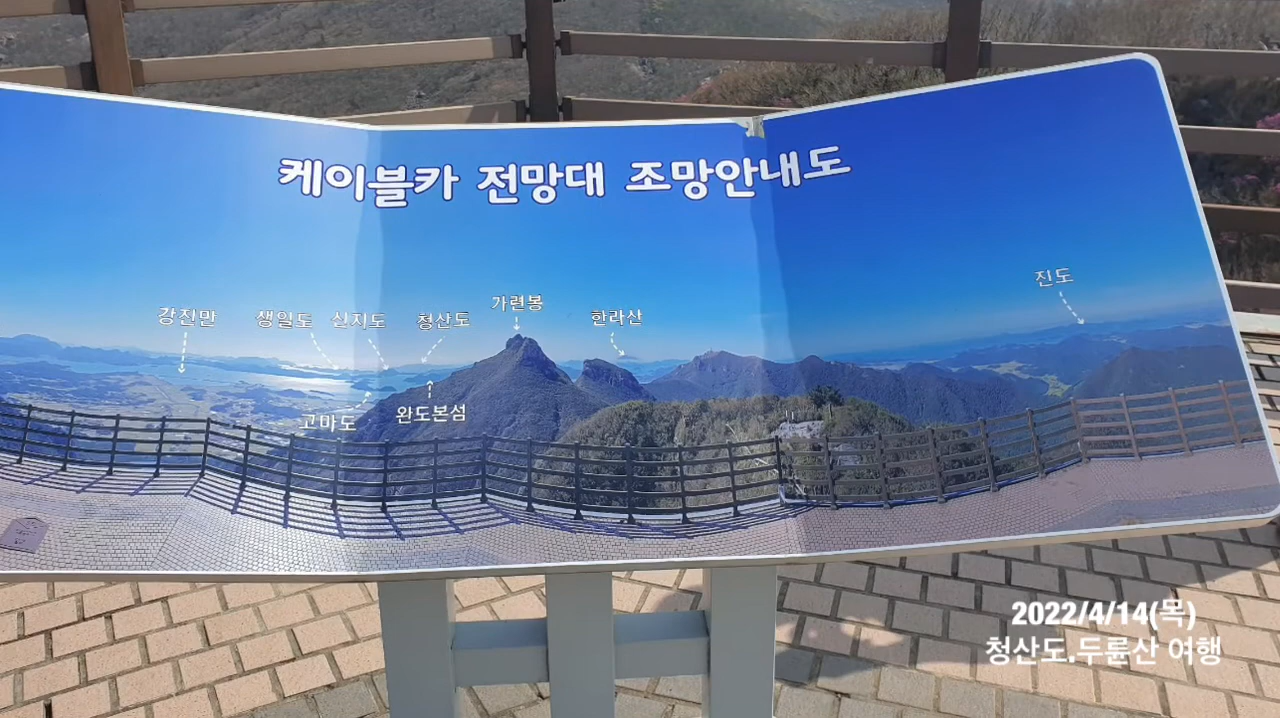 케이블카 전망대 조망안내도
강진만
생일도
신지도
청산도
가련봉
한라산
진도
고마도
완도본섬
2022/4/14(목)
청산도.두륜산 여행